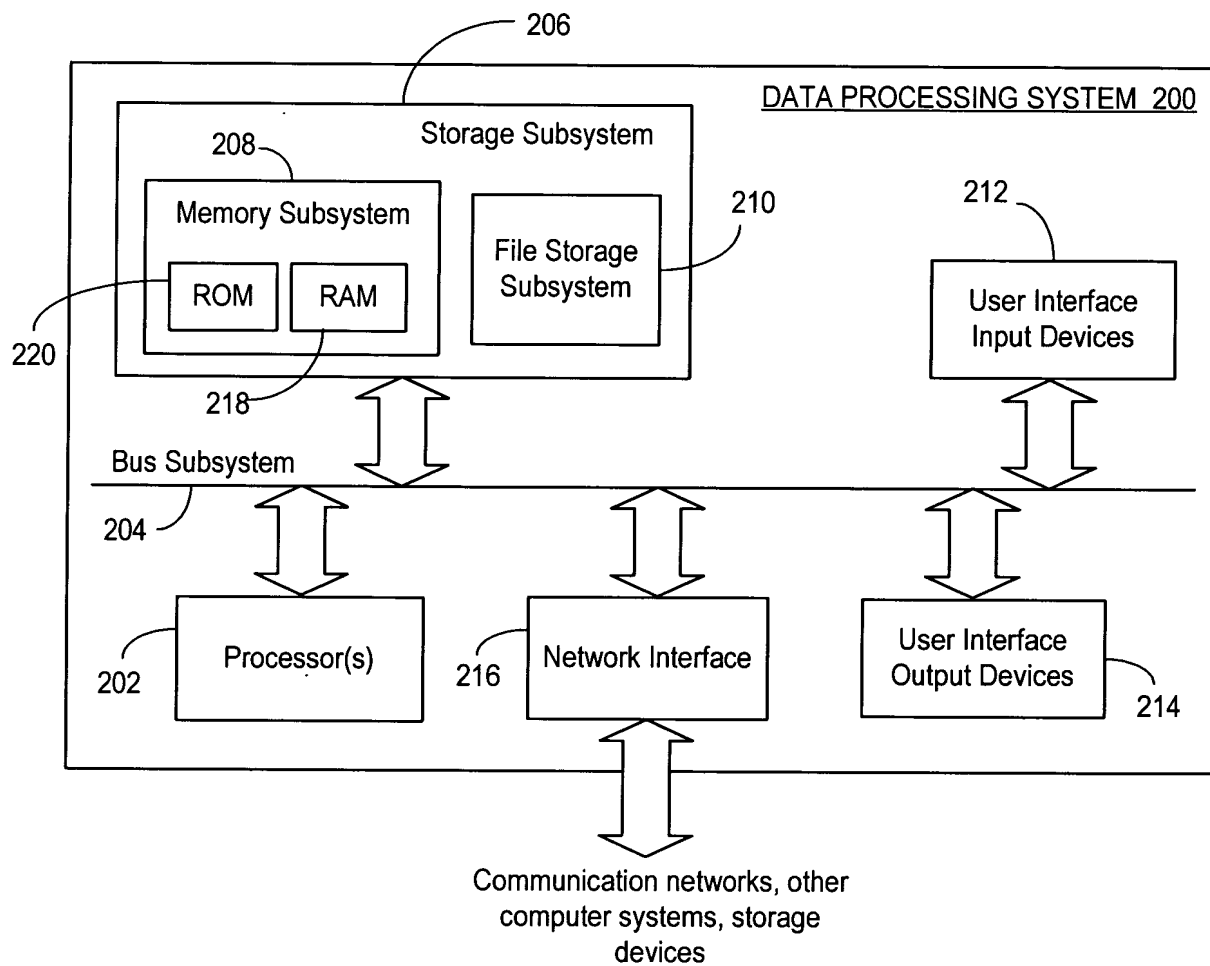 206
DATA PROCESSING SYSTEM 200
Storage Subsystem
208
Memory Subsystem
210
212
File Storage
Subsystem
ROM
RAM
User Interface
Input Devices
220
218
Bus Subsystem
204
Processor(s)
202
Network Interface
216
User Interface
Output Devices
214
Communication networks, other
computer systems, storage
devices